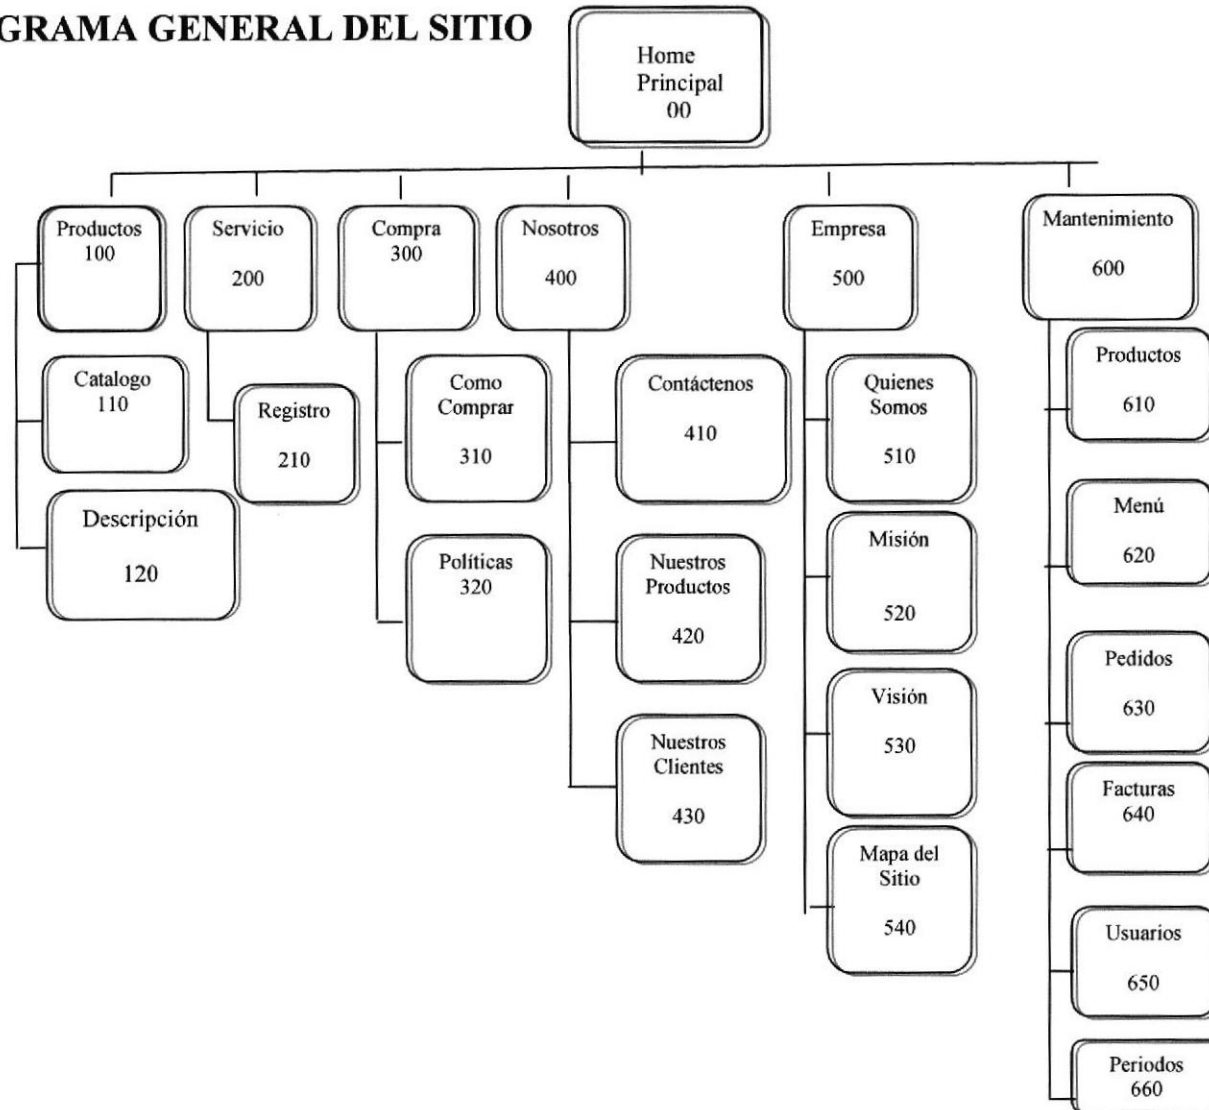 GRAMA GENERAL DEL SITIO
Home
Principal
00
Productos
100
Servicio
200
Compra
300
Nosotros
400
Empresa
500
Mantenimiento
600
Catalogo
110
Descripción
120
Registro
210
Como
Comprar
310
Políticas
320
Contáctenos
410
Nuestros
Productos
420
Nuestros
Clientes
430
Quienes
Somos
510
Misión
520
Visión
530
Mapa del
Sitio
540
Productos
610
Menú
620
Pedidos
630
Facturas
640
Usuarios
650
Periodos
660